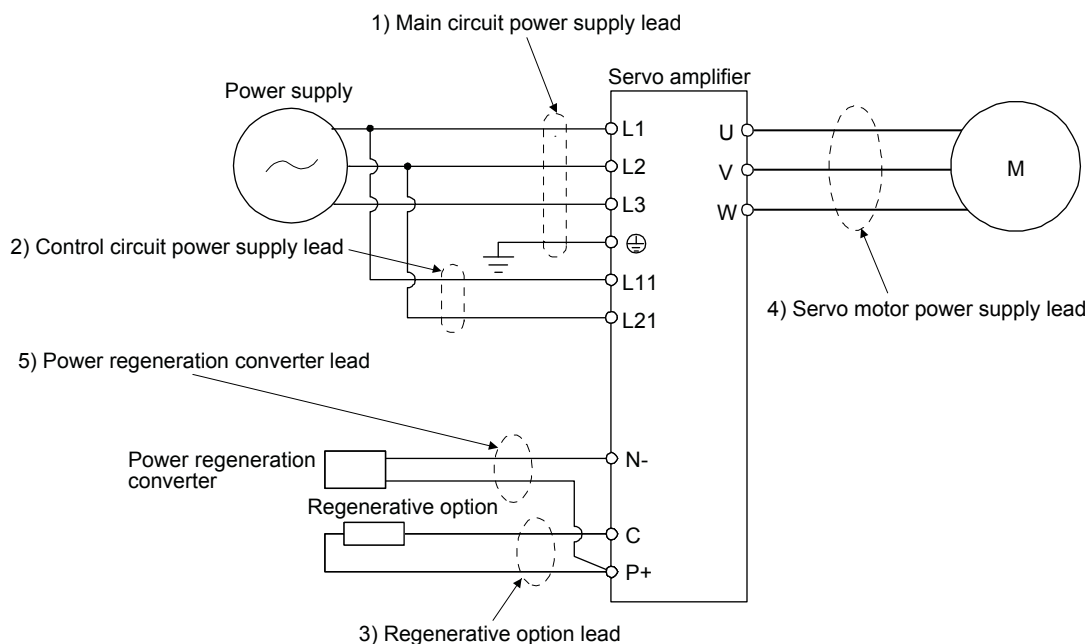 1) Main circuit power supply lead
Servo amplifier
Power supply
L1
U
L2
V
M
L3
W
2) Control circuit power supply lead
L11
4) Servo motor power supply lead
L21
5) Power regeneration converter lead
Power regeneration
converter
N-
Regenerative option
C
P+
3) Regenerative option lead